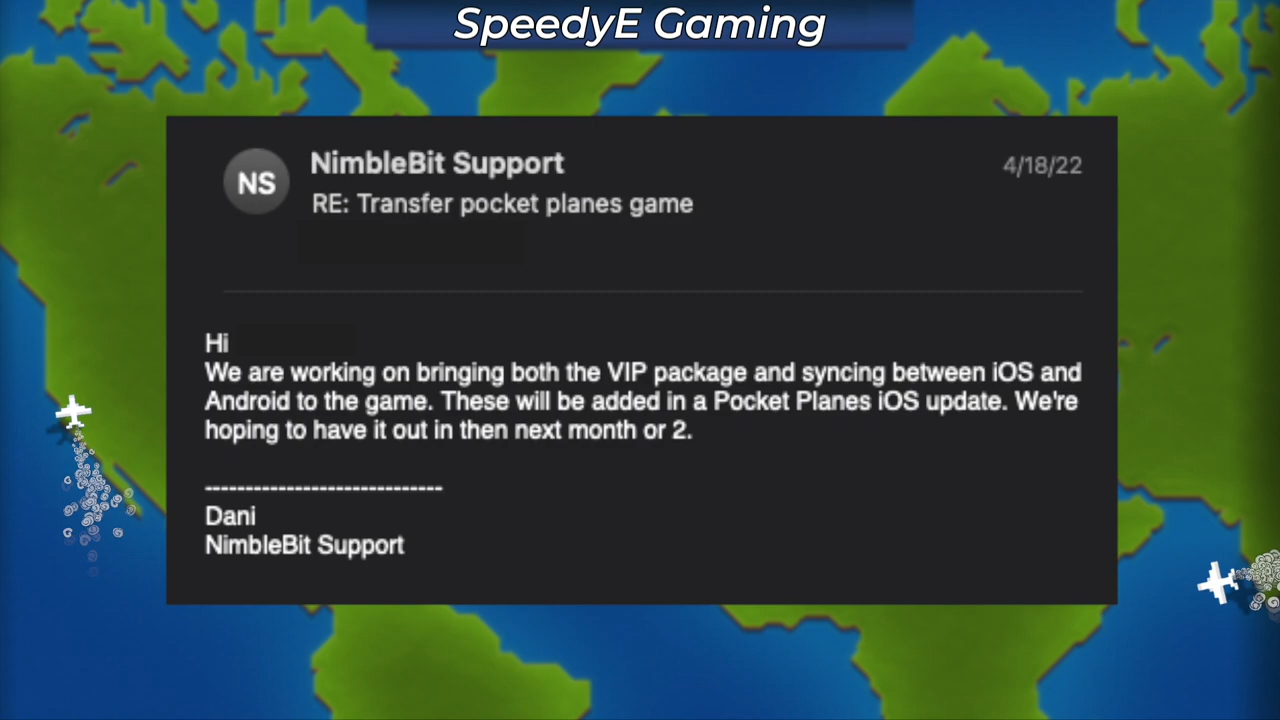 SpeedyE Gaming
NS
NimbleBit Support
4/18/22
RE: Transfer pocket planes game
Hi
We are working on bringing both the VIP package and syncing between iOS and
Android to the game. These will be added in a Pocket Planes iOS update. We're
hoping to have it out in then next month or 2.
------------------------------
Dani
NimbleBit Support